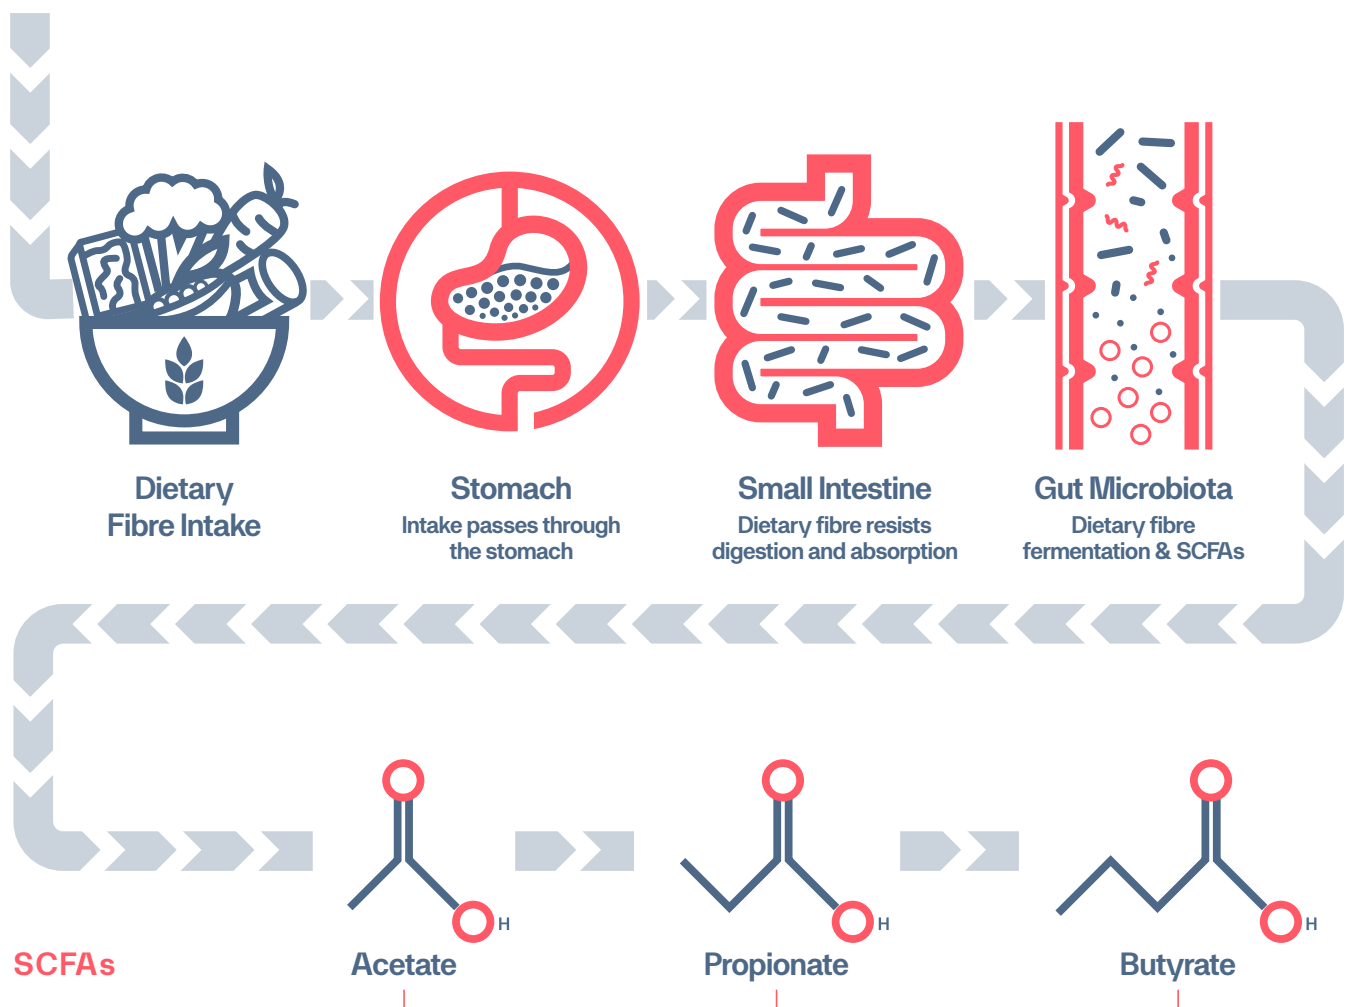 Dietary
Fibre Intake
Stomach
Intake passes through
the stomach
Small Intestine
Dietary fibre resists
digestion and absorption
Gut Microbiota
Dietary fibre
fermentation & SCFAs
H
H
H
SCFAs
Acetate
Propionate
Butyrate